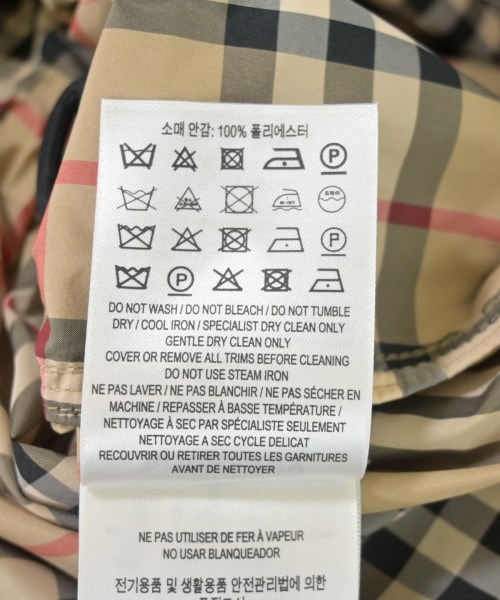 소매 안감: 100% 폴리에스터
P
드라이
P
P
DO NOT WASH / DO NOT BLEACH / DO NOT TUMBLE
DRY / COOL IRON / SPECIALIST DRY CLEAN ONLY
GENTLE DRY CLEAN ONLY
COVER OR REMOVE ALL TRIMS BEFORE CLEANING
DO NOT USE STEAM IRON
NE PAS LAVER / NE PAS BLANCHIR / NE PAS SÉCHER EN
MACHINE / REPASSER À BASSE TEMPÉRATURE /
NETTOYAGE À SEC PAR SPÉCIALISTE SEULEMENT
NETTOYAGE A SEC CYCLE DELICAT
RECOUVRIR OU RETIRER TOUTES LES GARNITURES
AVANT DE NETTOYER
NE PAS UTILISER DE FER À VAPEUR
NO USAR BLANQUEADOR
전기용품 및 생활용품 안전관리법에 의한